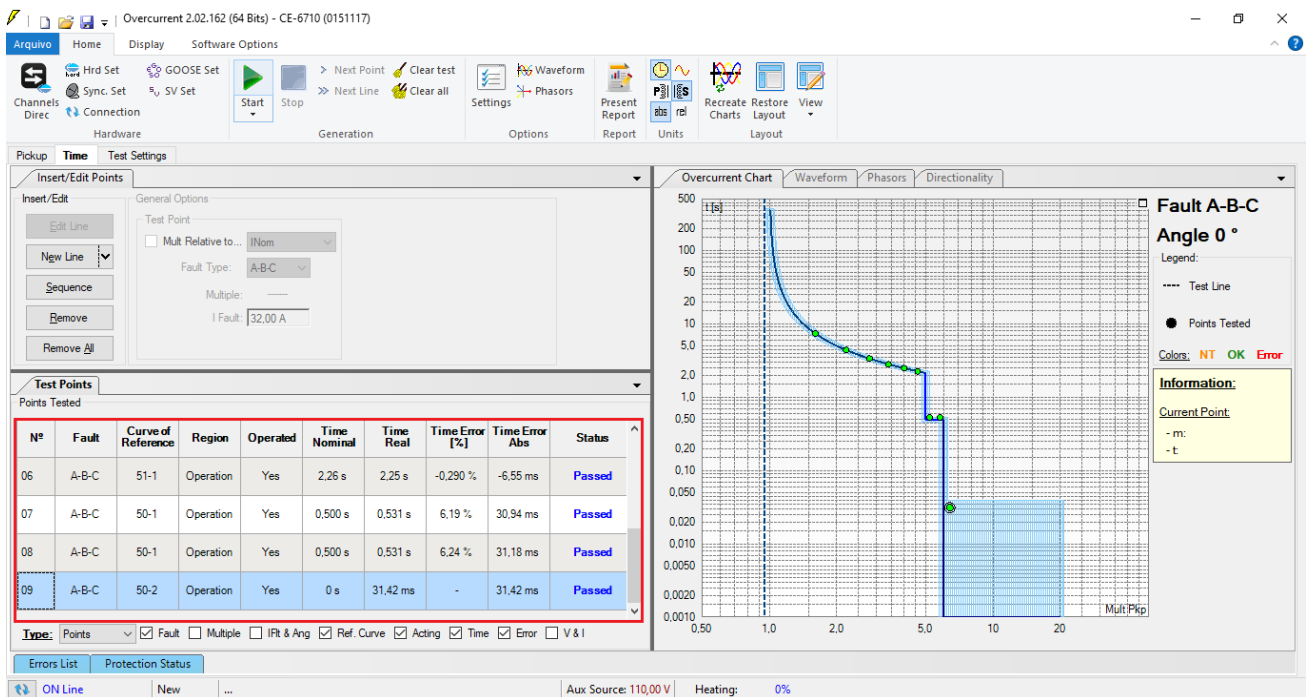 Overcurrent 2.02.162 (64 Bits) - CE-6710 (0151117)
Arquivo Home Display Software Options
Channels Direc
Hrd Set GOOSE Set
Sync. Set SV Set
Connection
Hardware
Start Stop
Next Point Clear test
Next Line Clear all
Generation
Settings
Waveform
Phasors
Options
Present Report
Report
abs rel
Units
Recreate Charts Restore Layout View
Layout
Pickup Time Test Settings
Insert/Edit Points
Insert/Edit
Edit Line
New Line
Sequence
Remove
Remove All
General Options
Test Point
Mult Relative to... INom
Fault Type: A-B-C
Multiple: ----
I Fault: 32,00 A
Test Points
Points Tested
Nº Fault Curve of Reference Region Operated Time Nominal Time Real Time Error [%] Time Error Abs Status
06 A-B-C 51-1 Operation Yes 2,26 s 2,25 s -0,290 % -6,55 ms Passed
07 A-B-C 50-1 Operation Yes 0,500 s 0,531 s 6,19 % 30,94 ms Passed
08 A-B-C 50-1 Operation Yes 0,500 s 0,531 s 6,24 % 31,18 ms Passed
09 A-B-C 50-2 Operation Yes 0 s 31,42 ms - 31,42 ms Passed
Type: Points Fault Multiple IFlt & Ang Ref. Curve Acting Time Error V & I
Overcurrent Chart Waveform Phasors Directionality
t [s]
500
200
100
50
20
10
5,0
2,0
1,0
0,50
0,20
0,10
0,050
0,020
0,010
0,0050
0,0020
0,0010
0,50 1,0 2,0 5,0 10 20
Mult Pkp
Fault A-B-C
Angle 0 °
Legend:
---- Test Line
Points Tested
Colors: NT OK Error
Information:
Current Point:
- m:
- t:
Errors List Protection Status
ON Line New ... Aux Source: 110,00 V Heating: 0%